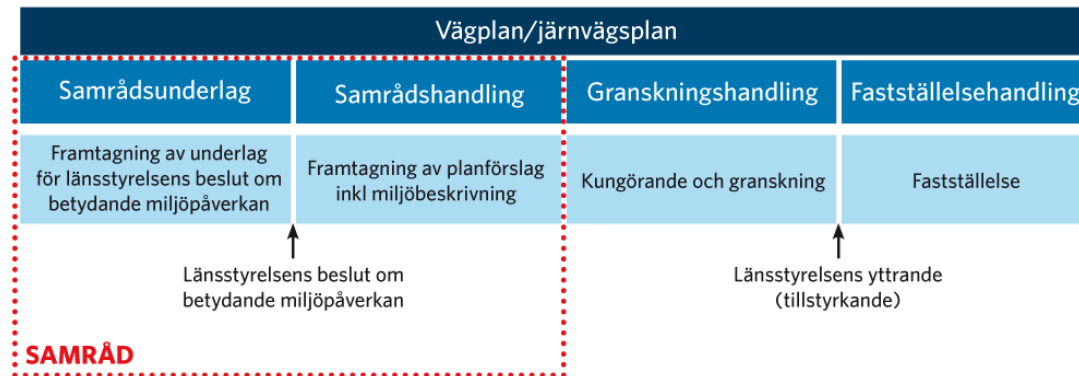 Vägplan/järnvägsplan
Samrådsunderlag
Samrådshandling
Granskningshandling
Fastställelsehandling
Framtagning av underlag
för länsstyrelsens beslut om
betydande miljöpåverkan
Framtagning av planförslag
inkl miljöbeskrivning
Kungörande och granskning
Fastställelse
Länsstyrelsens beslut om
betydande miljöpåverkan
Länsstyrelsens yttrande
(tillstyrkande)
SAMRÅD